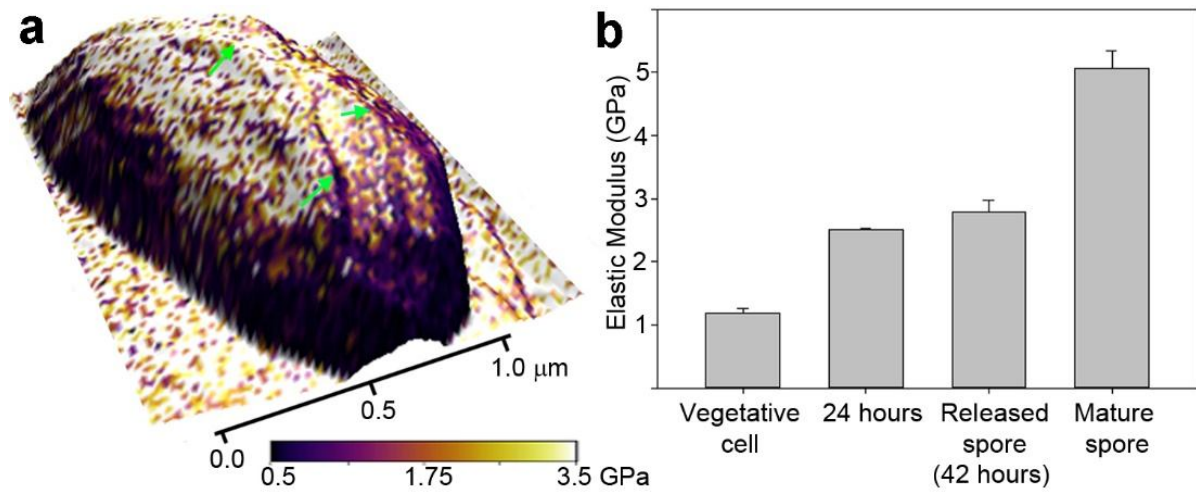 a
0.0
0.5
1.0 μm
0.5
1.75
3.5 GPa
b
Elastic Modulus (GPa)
5
4
3
2
1
Vegetative
cell
24 hours
Released
spore
(42 hours)
Mature
spore